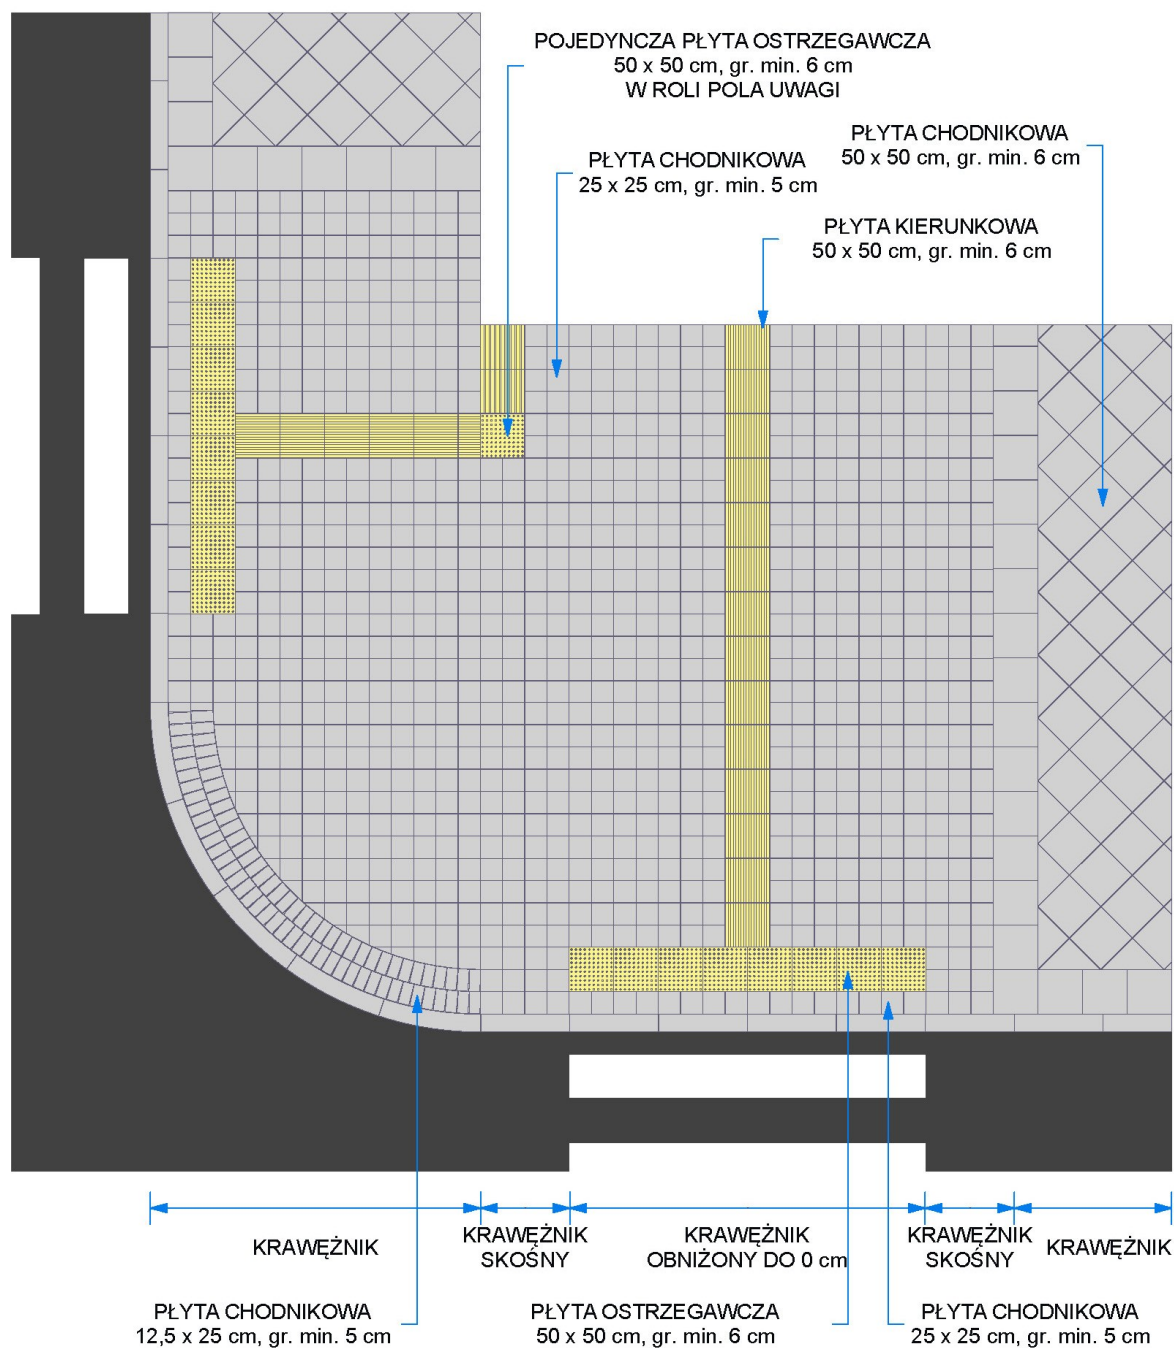 POJEDYNCZA PŁYTA OSTRZEGAWCZA
50 x 50 cm, gr. min. 6 cm
W ROLI POLA UWAGI
PŁYTA CHODNIKOWA
50 x 50 cm, gr. min. 6 cm
PŁYTA CHODNIKOWA
25 x 25 cm, gr. min. 5 cm
PŁYTA KIERUNKOWA
50 x 50 cm, gr. min. 6 cm
KRAWĘŻNIK
KRAWĘŻNIK
SKOŚNY
KRAWĘŻNIK
OBNIŻONY DO 0 cm
KRAWĘŻNIK
SKOŚNY
KRAWĘŻNIK
PŁYTA CHODNIKOWA
12,5 x 25 cm, gr. min. 5 cm
PŁYTA OSTRZEGAWCZA
50 x 50 cm, gr. min. 6 cm
PŁYTA CHODNIKOWA
25 x 25 cm, gr. min. 5 cm